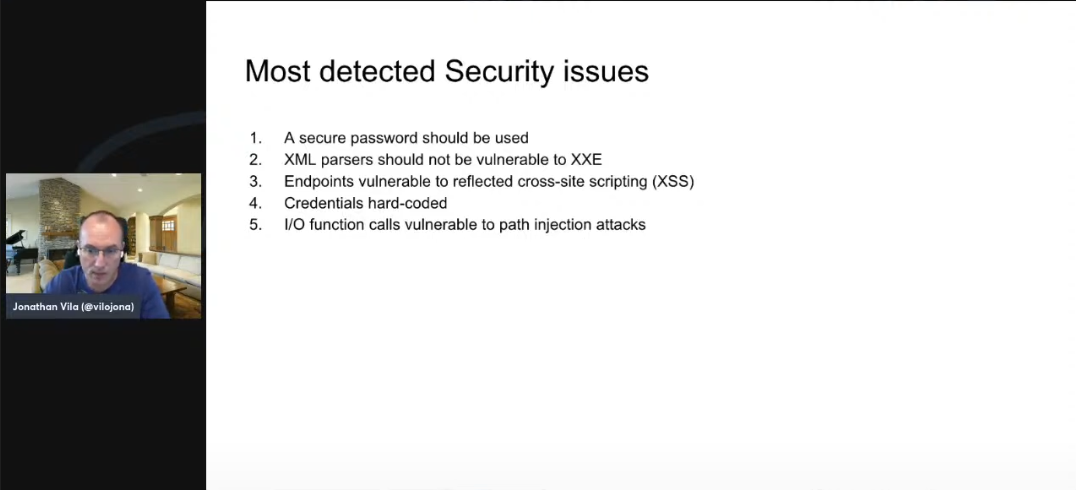 Most detected Security issues
1. A secure password should be used
2. XML parsers should not be vulnerable to XXE
3. Endpoints vulnerable to reflected cross-site scripting (XSS)
4. Credentials hard-coded
5. I/O function calls vulnerable to path injection attacks
Jonathan Vila (@vilojona)